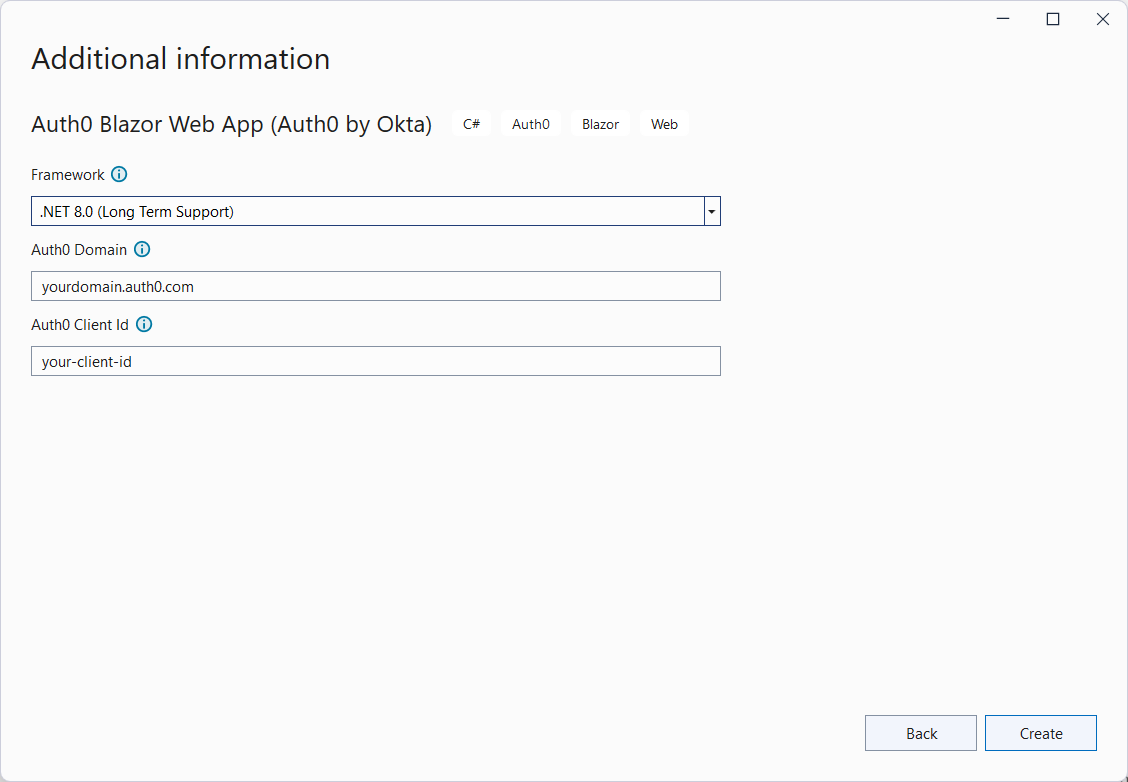 Additional information
Auth0 Blazor Web App (Auth0 by Okta) C# Auth0 Blazor Web
Framework
.NET 8.0 (Long Term Support)
Auth0 Domain
yourdomain.auth0.com
Auth0 Client Id
your-client-id
Back Create